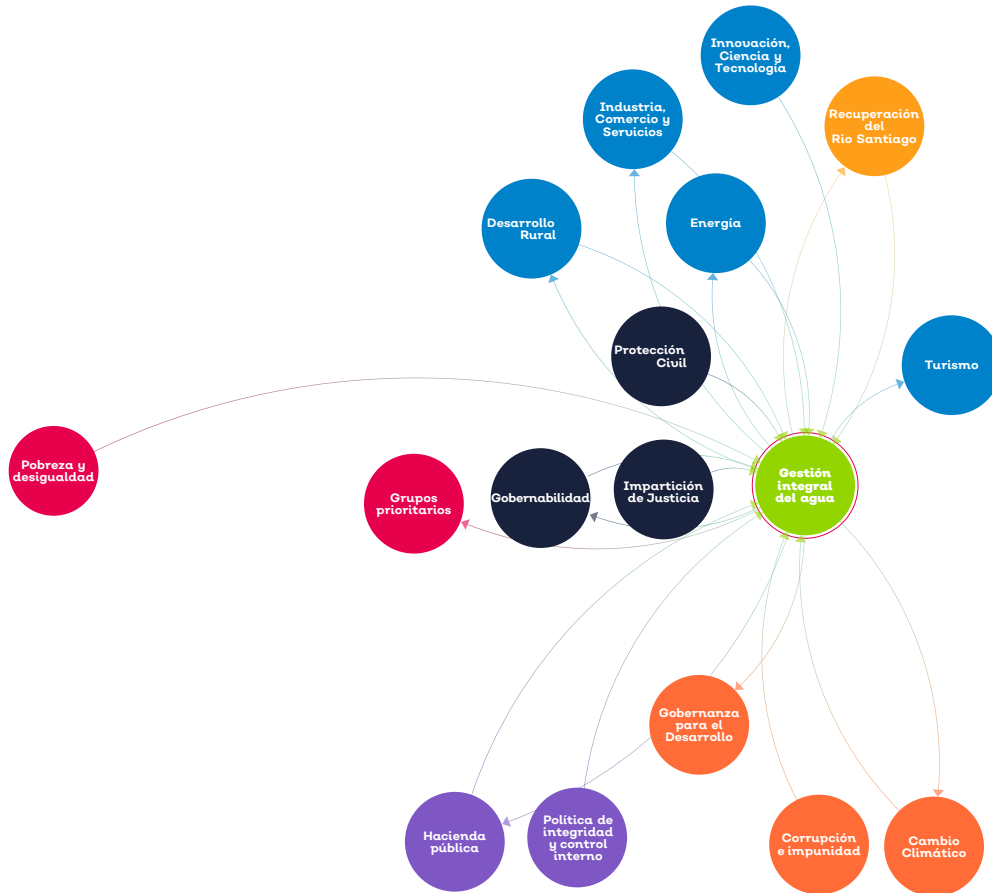 Innovación,
Ciencia y
Tecnología
Industria,
Comercio y
Servicios
Recuperación
del
Rio Santiago
Desarrollo
Rural
Energía
Protección
Civil
Turismo
Pobreza y
desigualdad
Grupos
prioritarios
Gobernabilidad
Impartición
de Justicia
Gestión
integral
del agua
Gobernanza
para el
Desarrollo
Hacienda
pública
Política de
integridad
y control
interno
Corrupción
e impunidad
Cambio
Climático